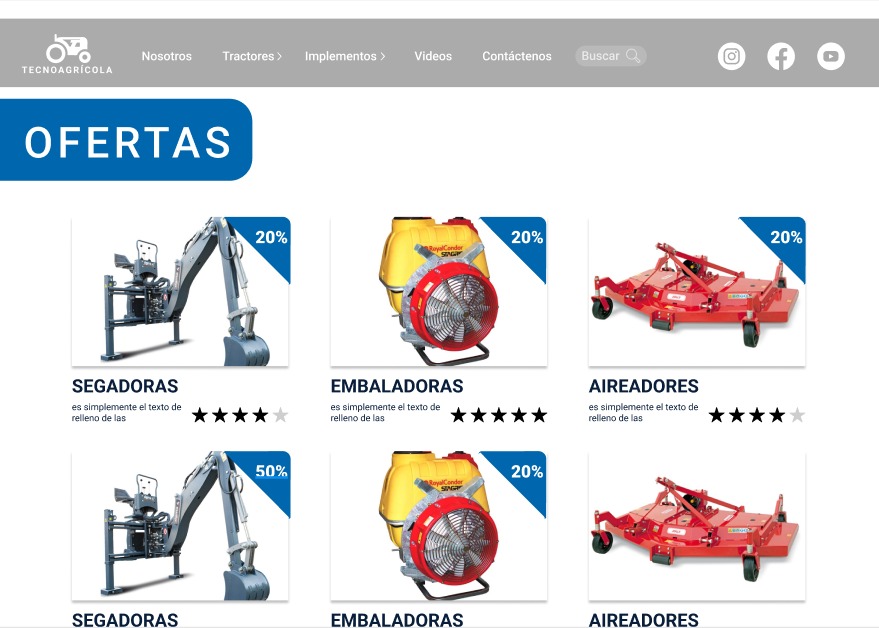 TECNOAGRÍCOLA
Nosotros
Tractores
Implementos
Videos
Contáctenos
Buscar
OFERTAS
20%
20%
20%
RoyalCondor
SEGADORAS
EMBALADORAS
AIREADORES
es simplemente el texto de
relleno de las
es simplemente el texto de
relleno de las
es simplemente el texto de
relleno de las
50%
20%
RoyalCondor
SEGADORAS
EMBALADORAS
AIREADORES